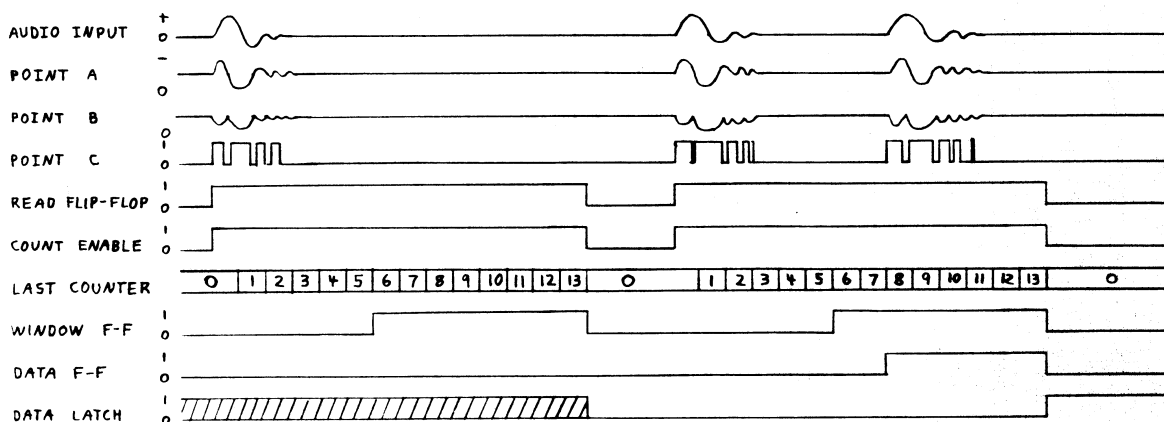 AUDIO INPUT + 0
POINT A - 0
POINT B 0
POINT C 1 0
READ FLIP-FLOP 1 0
COUNT ENABLE 1 0
LAST COUNTER 0 1 2 3 4 5 6 7 8 9 10 11 12 13 0 1 2 3 4 5 6 7 8 9 10 11 12 13 0
WINDOW F-F 1 0
DATA F-F 1 0
DATA LATCH 1 0